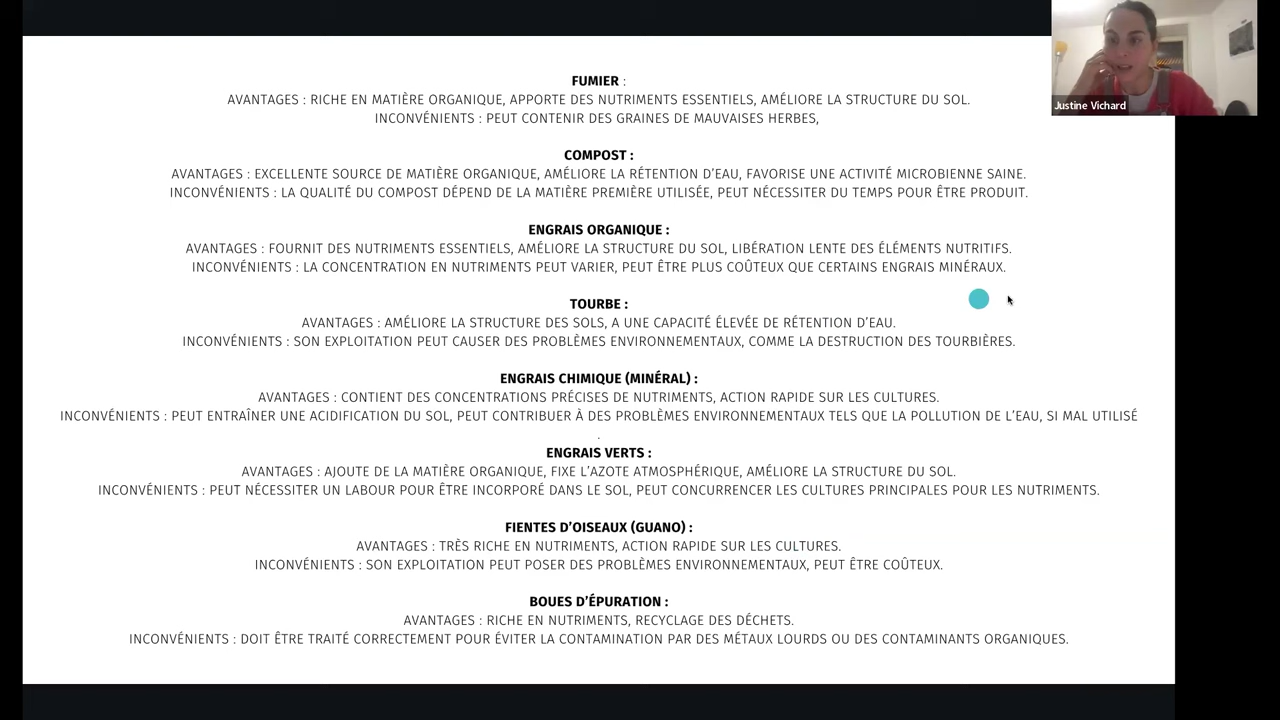 FUMIER :
AVANTAGES : RICHE EN MATIÈRE ORGANIQUE, APPORTE DES NUTRIMENTS ESSENTIELS, AMÉLIORE LA STRUCTURE DU SOL.
INCONVÉNIENTS : PEUT CONTENIR DES GRAINES DE MAUVAISES HERBES,
Justine Vichard
COMPOST :
AVANTAGES : EXCELLENTE SOURCE DE MATIÈRE ORGANIQUE, AMÉLIORE LA RÉTENTION D'EAU, FAVORISE UNE ACTIVITÉ MICROBIENNE SAINE.
INCONVÉNIENTS : LA QUALITÉ DU COMPOST DÉPEND DE LA MATIÈRE PREMIÈRE UTILISÉE, PEUT NÉCESSITER DU TEMPS POUR ÊTRE PRODUIT.
ENGRAIS ORGANIQUE :
AVANTAGES : FOURNIT DES NUTRIMENTS ESSENTIELS, AMÉLIORE LA STRUCTURE DU SOL, LIBÉRATION LENTE DES ÉLÉMENTS NUTRITIFS.
INCONVÉNIENTS : LA CONCENTRATION EN NUTRIMENTS PEUT VARIER, PEUT ÊTRE PLUS COÛTEUX QUE CERTAINS ENGRAIS MINÉRAUX.
TOURBE :
AVANTAGES : AMÉLIORE LA STRUCTURE DES SOLS, A UNE CAPACITÉ ÉLEVÉE DE RÉTENTION D'EAU.
INCONVÉNIENTS : SON EXPLOITATION PEUT CAUSER DES PROBLÈMES ENVIRONNEMENTAUX, COMME LA DESTRUCTION DES TOURBIÈRES.
ENGRAIS CHIMIQUE (MINÉRAL) :
AVANTAGES : CONTIENT DES CONCENTRATIONS PRÉCISES DE NUTRIMENTS, ACTION RAPIDE SUR LES CULTURES.
INCONVÉNIENTS : PEUT ENTRAÎNER UNE ACIDIFICATION DU SOL, PEUT CONTRIBUER À DES PROBLÈMES ENVIRONNEMENTAUX TELS QUE LA POLLUTION DE L'EAU, SI MAL UTILISÉ
.
ENGRAIS VERTS :
AVANTAGES : AJOUTE DE LA MATIÈRE ORGANIQUE, FIXE L'AZOTE ATMOSPHÉRIQUE, AMÉLIORE LA STRUCTURE DU SOL.
INCONVÉNIENTS : PEUT NÉCESSITER UN LABOUR POUR ÊTRE INCORPORÉ DANS LE SOL, PEUT CONCURRENCER LES CULTURES PRINCIPALES POUR LES NUTRIMENTS.
FIENTES D'OISEAUX (GUANO) :
AVANTAGES : TRÈS RICHE EN NUTRIMENTS, ACTION RAPIDE SUR LES CULTURES.
INCONVÉNIENTS : SON EXPLOITATION PEUT POSER DES PROBLÈMES ENVIRONNEMENTAUX, PEUT ÊTRE COÛTEUX.
BOUES D'ÉPURATION :
AVANTAGES : RICHE EN NUTRIMENTS, RECYCLAGE DES DÉCHETS.
INCONVÉNIENTS : DOIT ÊTRE TRAITÉ CORRECTEMENT POUR ÉVITER LA CONTAMINATION PAR DES MÉTAUX LOURDS OU DES CONTAMINANTS ORGANIQUES.